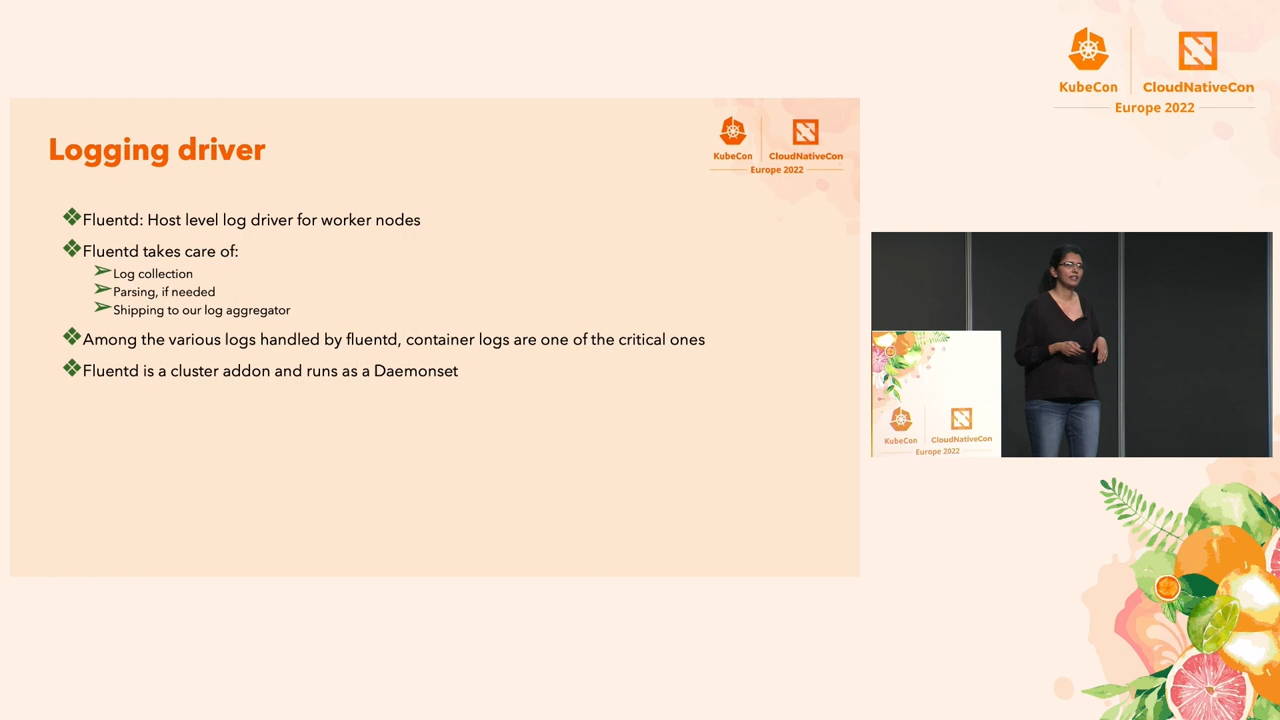 KubeCon
CloudNativeCon
Europe 2022
Logging driver
KubeCon
CloudNativeCon
Europe 2022
Fluentd: Host level log driver for worker nodes
Fluentd takes care of:
Log collection
Parsing, if needed
Shipping to our log aggregator
Among the various logs handled by fluentd, container logs are one of the critical ones
Fluentd is a cluster addon and runs as a Daemonset
KubeCon
CloudNativeCon
Europe 2022